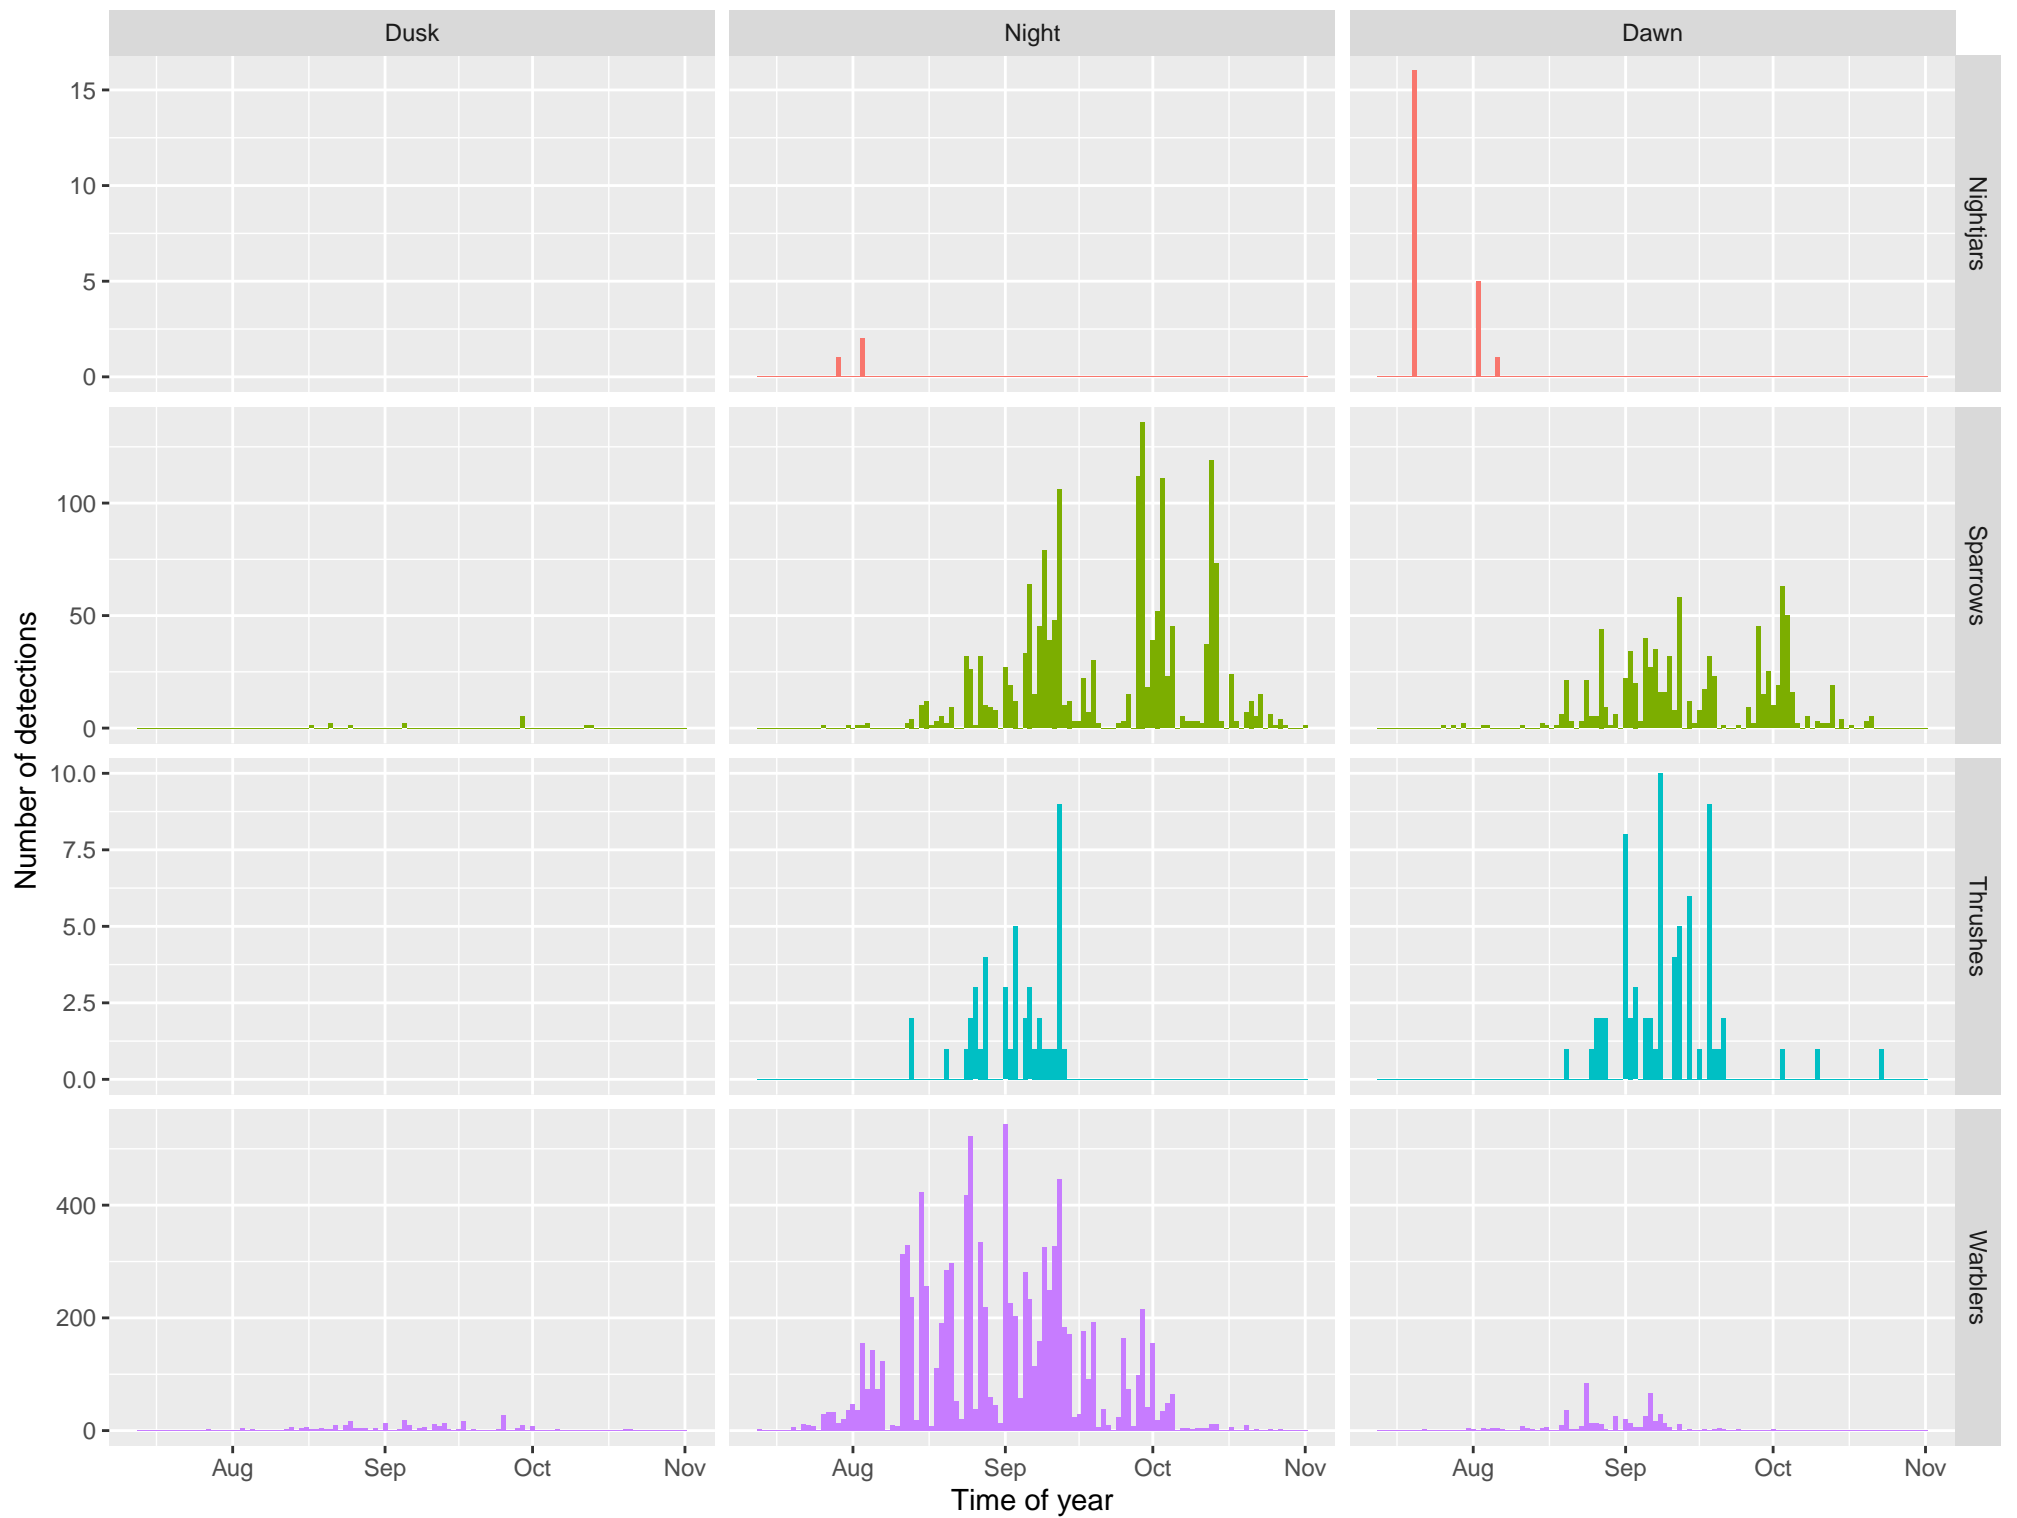 Dusk Night Dawn
15
10
5
0
Nightjars
100
50
0
Sparrows
10.0
7.5
5.0
2.5
0.0
Thrushes
400
200
0
Warblers
Number of detections
Aug Sep Oct Nov Aug Sep Oct Nov Aug Sep Oct Nov
Time of year